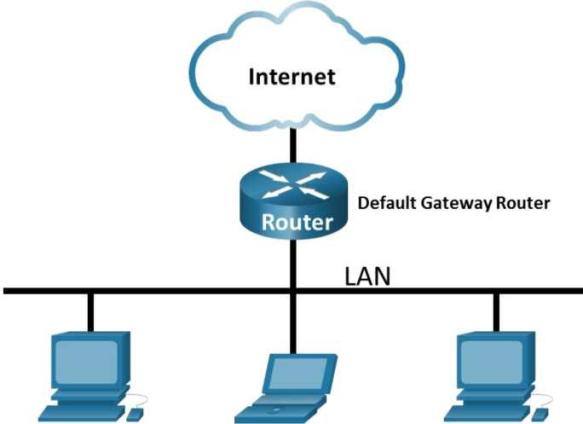 Internet
Router
Default Gateway Router
LAN